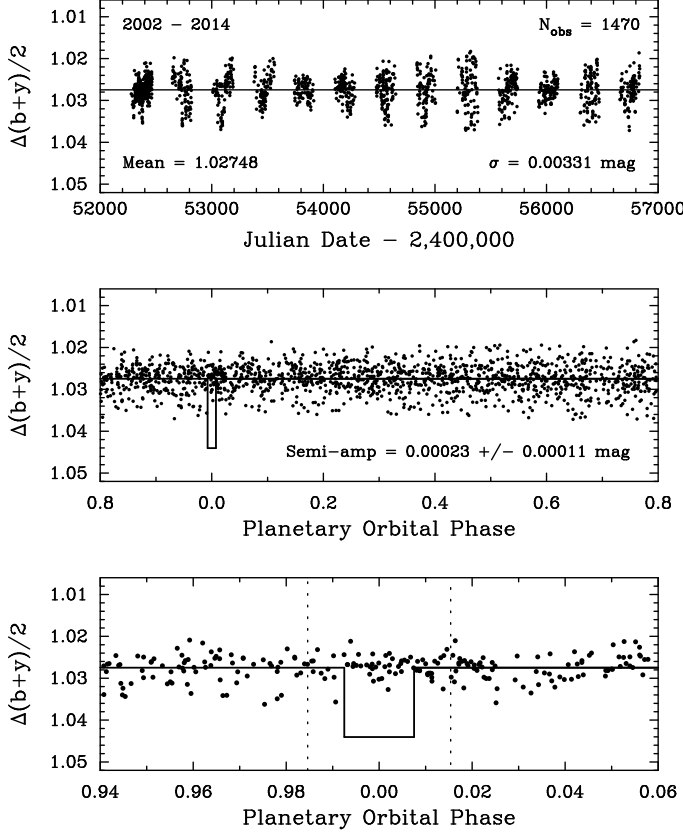 2002 – 2014
N_obs = 1470
1.01
1.02
1.03
1.04
1.05
Δ(b+y)/2
Mean = 1.02748
σ = 0.00331 mag
52000 53000 54000 55000 56000 57000
Julian Date – 2,400,000
1.01
1.02
1.03
1.04
1.05
Δ(b+y)/2
Semi-amp = 0.00023 +/- 0.00011 mag
0.8 0.0 0.2 0.4 0.6 0.8
Planetary Orbital Phase
1.01
1.02
1.03
1.04
1.05
Δ(b+y)/2
0.94 0.96 0.98 0.00 0.02 0.04 0.06
Planetary Orbital Phase